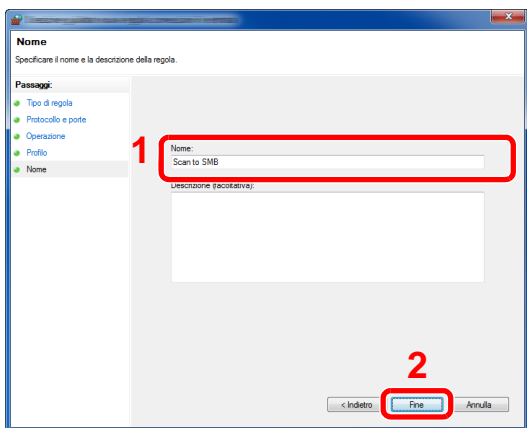 Nome
Specificare il nome e la descrizione della regola.
Passaggi:
Tipo di regola
Protocollo e porte
Operazione
Profilo
Nome
1
Nome:
Scan to SMB
Descrizione (facoltativa):
2
< Indietro
Fine
Annulla